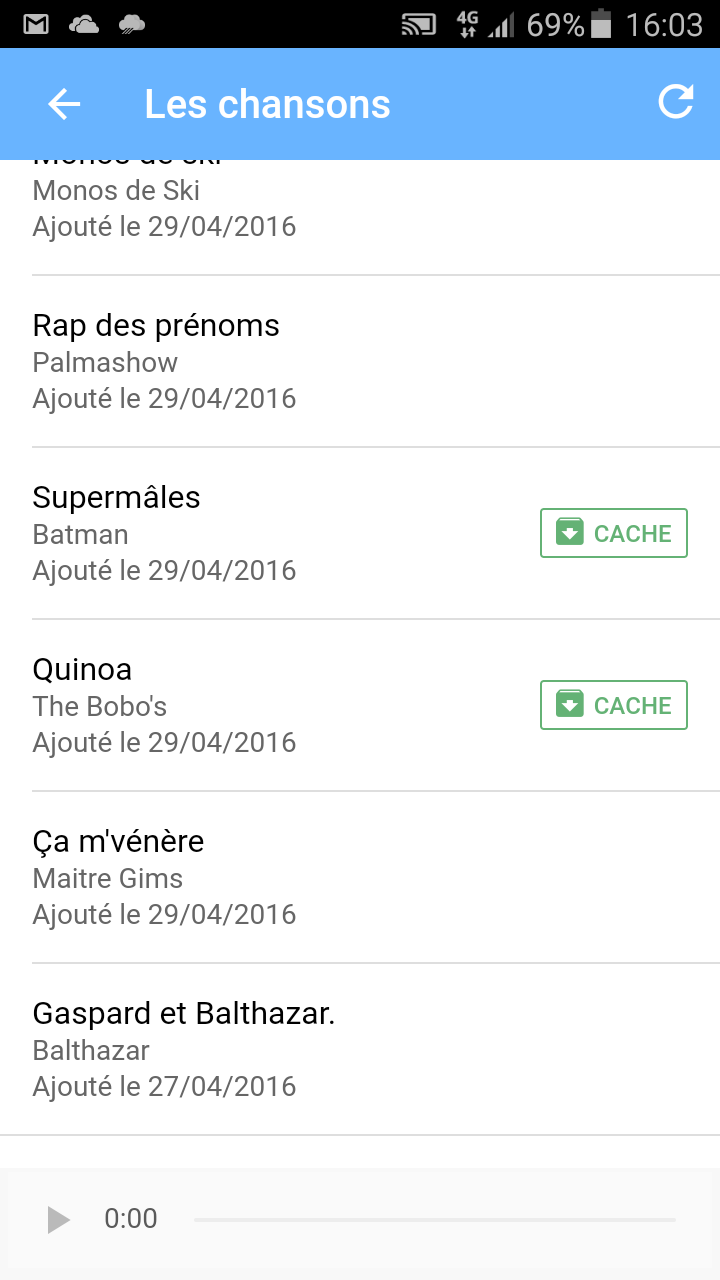 4G 69% 16:03
Les chansons
Monos de Ski
Monos de Ski
Ajouté le 29/04/2016
Rap des prénoms
Palmashow
Ajouté le 29/04/2016
Supermâles
Batman
Ajouté le 29/04/2016
CACHE
Quinoa
The Bobo's
Ajouté le 29/04/2016
CACHE
Ça m'vénère
Maitre Gims
Ajouté le 29/04/2016
Gaspard et Balthazar.
Balthazar
Ajouté le 27/04/2016
0:00